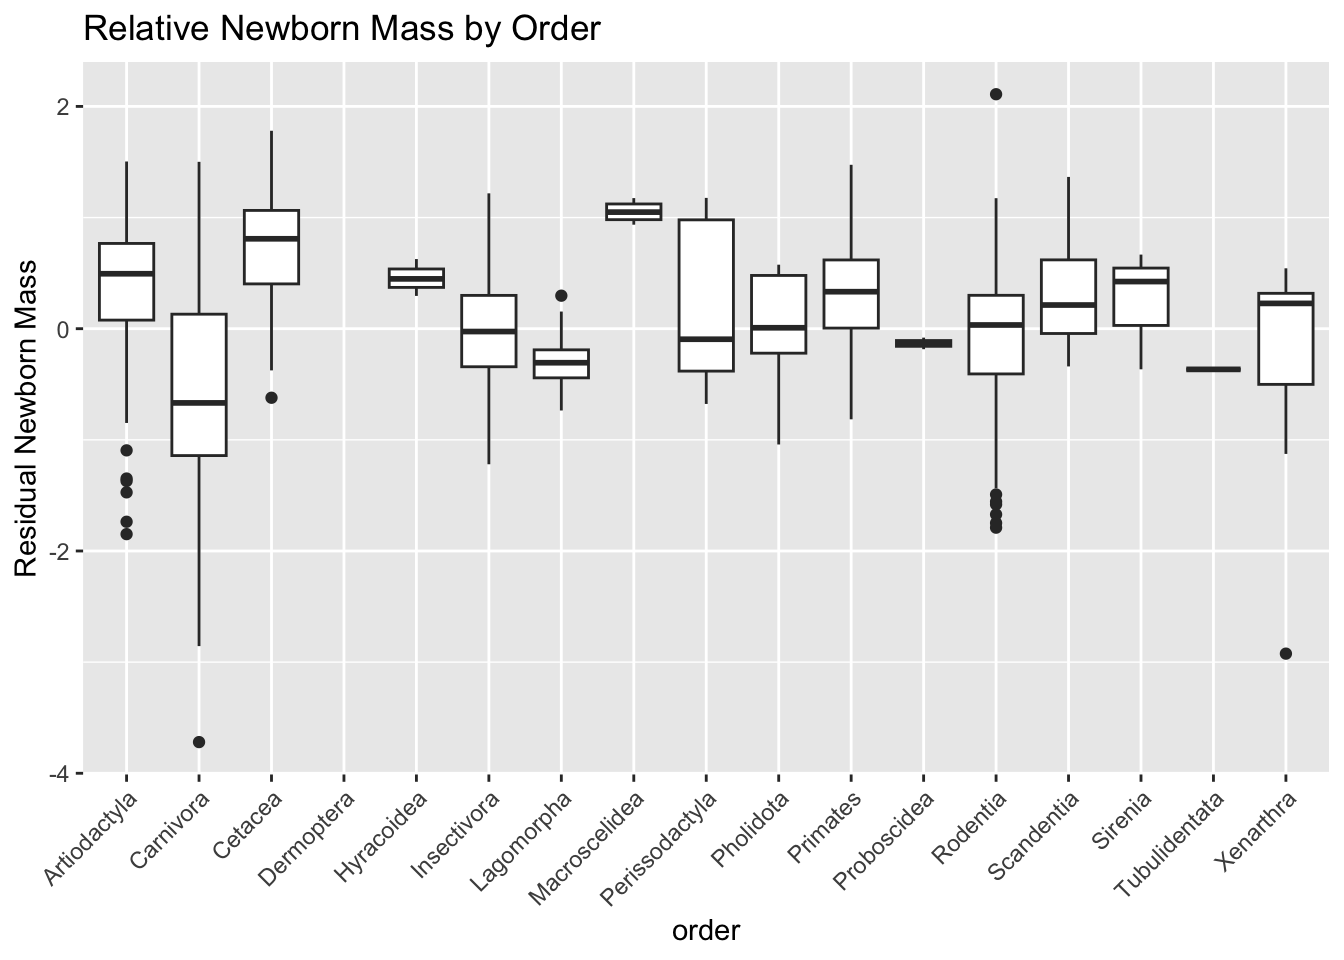 Relative Newborn Mass by Order
Residual Newborn Mass
2
0
-2
-4
Artiodactyla
Carnivora
Cetacea
Dermoptera
Hyracoidea
Insectivora
Lagomorpha
Macroscelidea
Perissodactyla
Pholidota
Primates
Proboscidea
Rodentia
Scandentia
Sirenia
Tubulidentata
Xenarthra
order